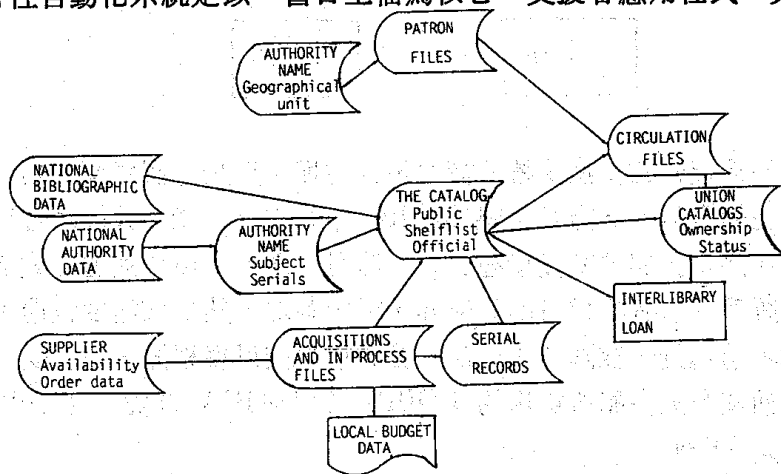 PATRON
FILES
AUTHORITY
NAME
Geographical
unit
CIRCULATION
FILES
NATIONAL
BIBLIOGRAPHIC
DATA
THE CATALOG
Public
Shelflist
Official
UNION
CATALOGS
Ownership
Status
NATIONAL
AUTHORITY
DATA
AUTHORITY
NAME
Subject
Serials
INTERLIBRARY
LOAN
SUPPLIER
Availability
Order data
ACQUISITIONS
AND IN PROCESS
FILES
SERIAL
RECORDS
LOCAL BUDGET
DATA